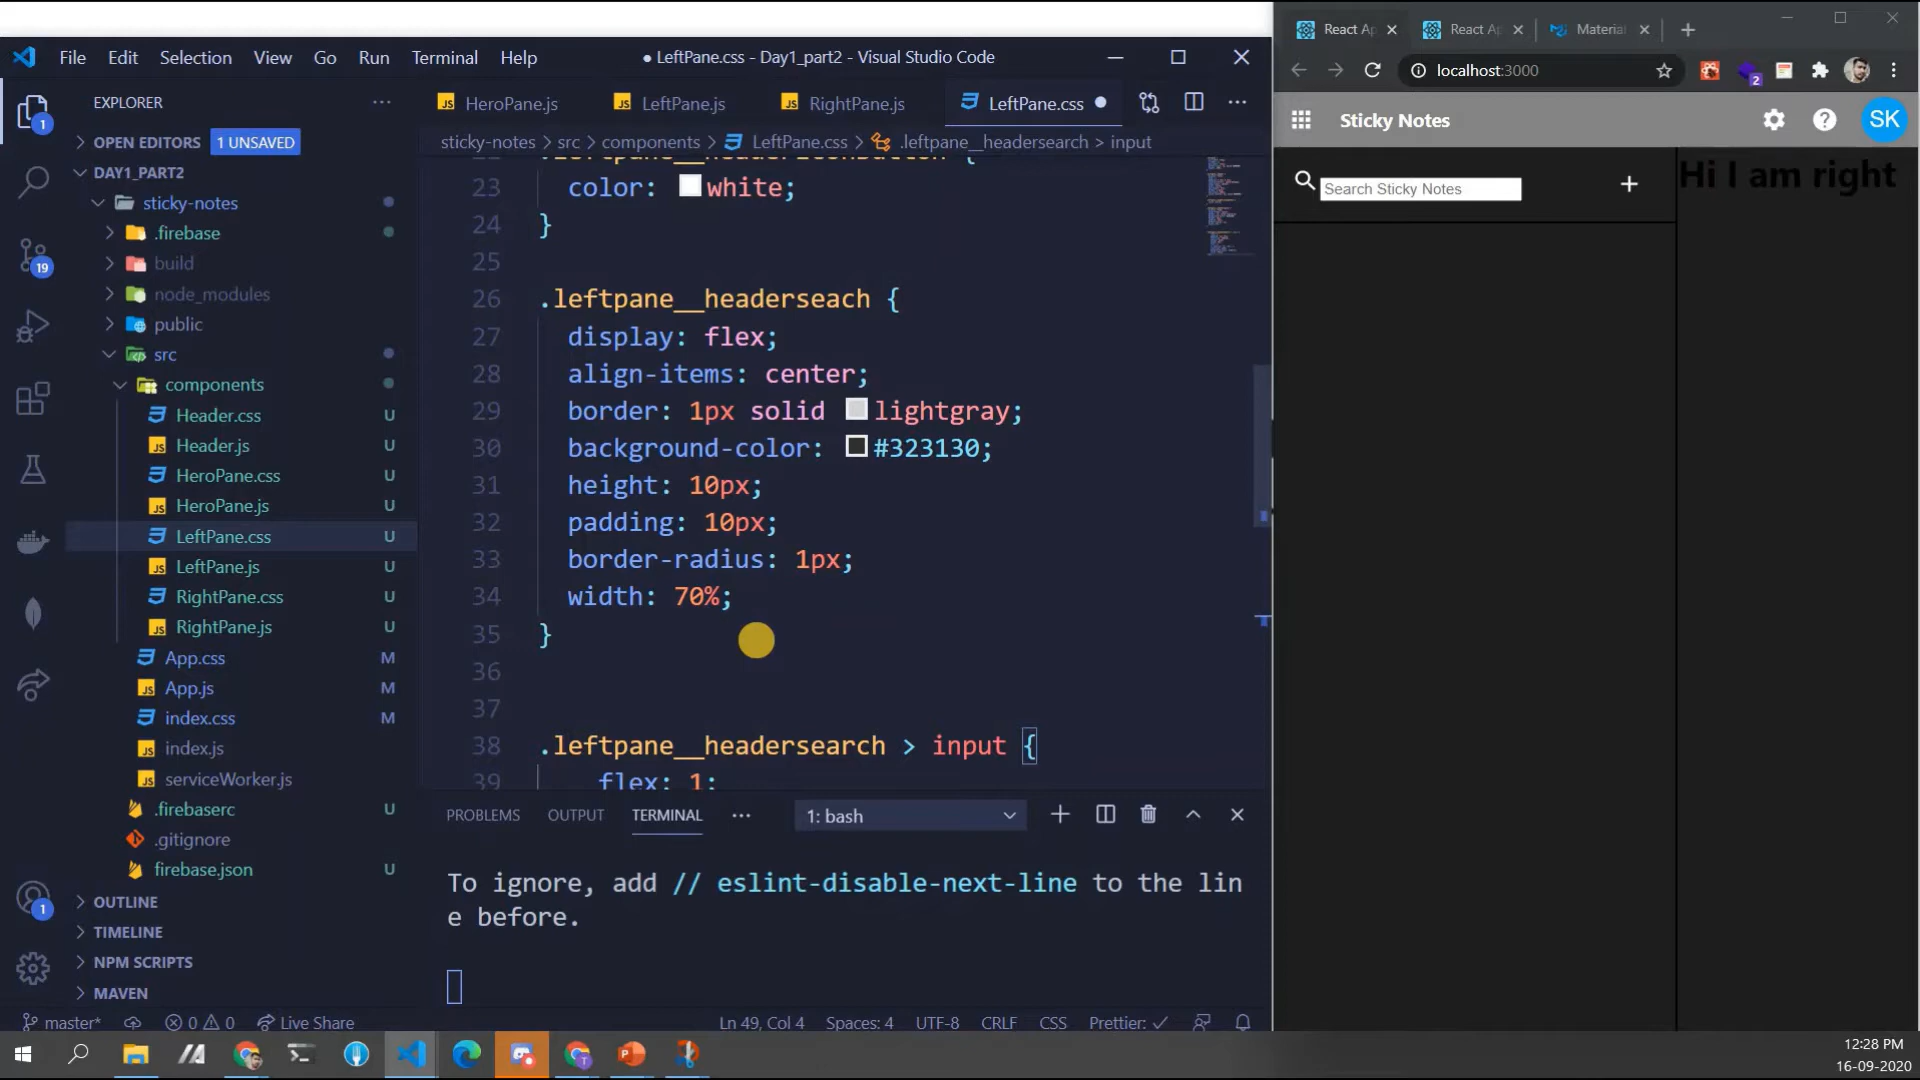 File Edit Selection View Go Run Terminal Help
● LeftPane.css - Day1_part2 - Visual Studio Code
EXPLORER
OPEN EDITORS 1 UNSAVED
DAY1_PART2
sticky-notes
.firebase
build
node_modules
public
src
components
Header.css U
Header.js U
HeroPane.css U
HeroPane.js U
LeftPane.css U
LeftPane.js U
RightPane.css U
RightPane.js U
App.css M
App.js M
index.css M
index.js
serviceWorker.js
.firebaserc U
.gitignore
firebase.json U
OUTLINE
TIMELINE
NPM SCRIPTS
MAVEN
1
19
1
HeroPane.js LeftPane.js RightPane.js LeftPane.css
sticky-notes > src > components > LeftPane.css > .leftpane__headersearch > input
23 color: white;
24 }
25
26 .leftpane__headerseach {
27 display: flex;
28 align-items: center;
29 border: 1px solid lightgray;
30 background-color: #323130;
31 height: 10px;
32 padding: 10px;
33 border-radius: 1px;
34 width: 70%;
35 }
36
37
38 .leftpane__headersearch > input {
39 flex: 1;
PROBLEMS OUTPUT TERMINAL ··· 1: bash
To ignore, add // eslint-disable-next-line to the lin
e before.
master* 0 0 Live Share Ln 49, Col 4 Spaces: 4 UTF-8 CRLF CSS Prettier: ✓
React Ap React Ap Material
localhost:3000
2
Sticky Notes SK
Search Sticky Notes
Hi I am right
12:28 PM
16-09-2020